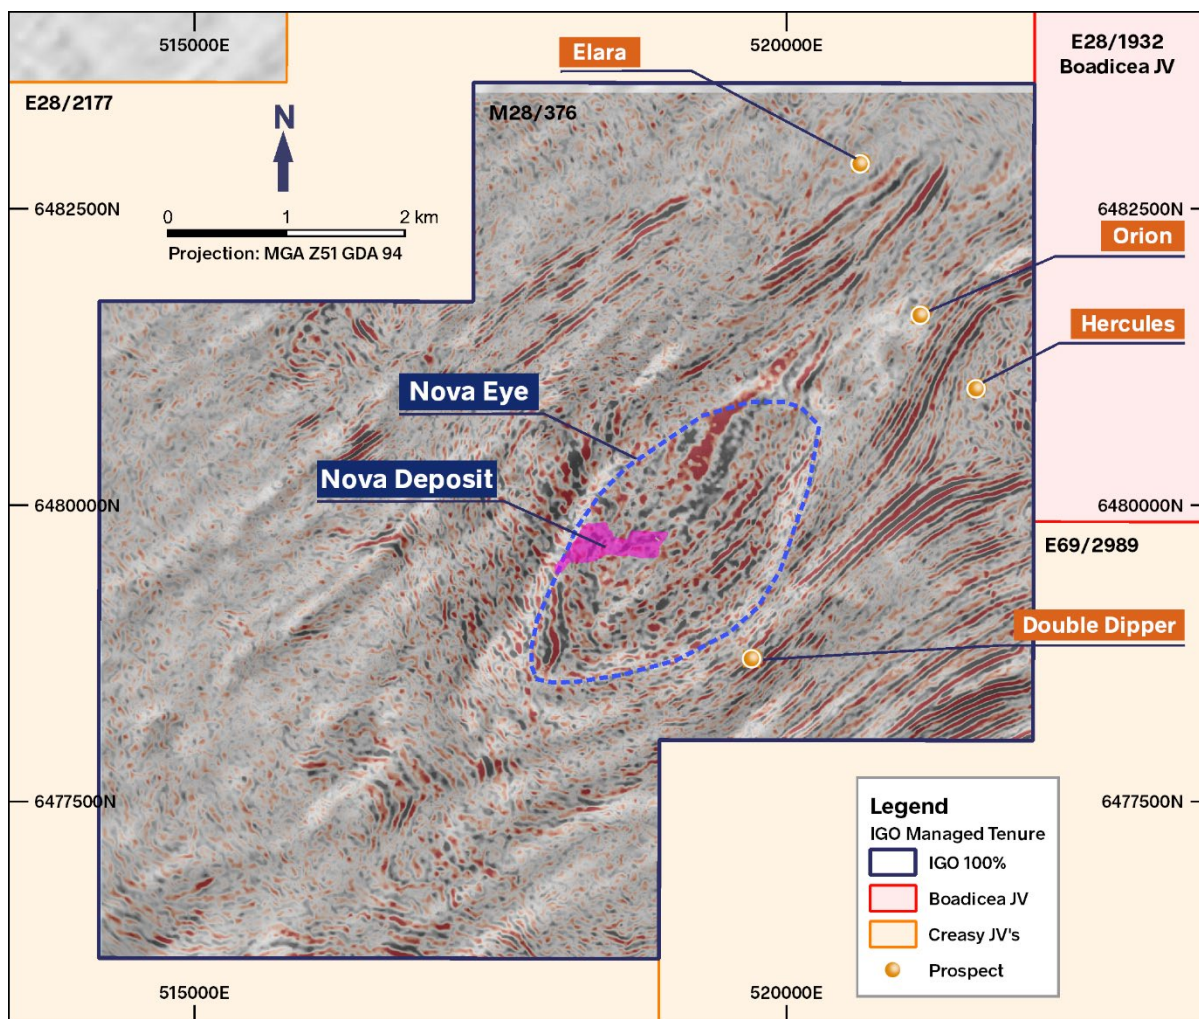 515000E
520000E
Elara
E28/1932
Boadicea JV
E28/2177
M28/376
N
6482500N
6482500N
0 1 2 km
Projection: MGA Z51 GDA 94
Orion
Hercules
Nova Eye
Nova Deposit
6480000N
6480000N
E69/2989
Double Dipper
6477500N
6477500N
Legend
IGO Managed Tenure
IGO 100%
Boadicea JV
Creasy JV's
Prospect
515000E
520000E